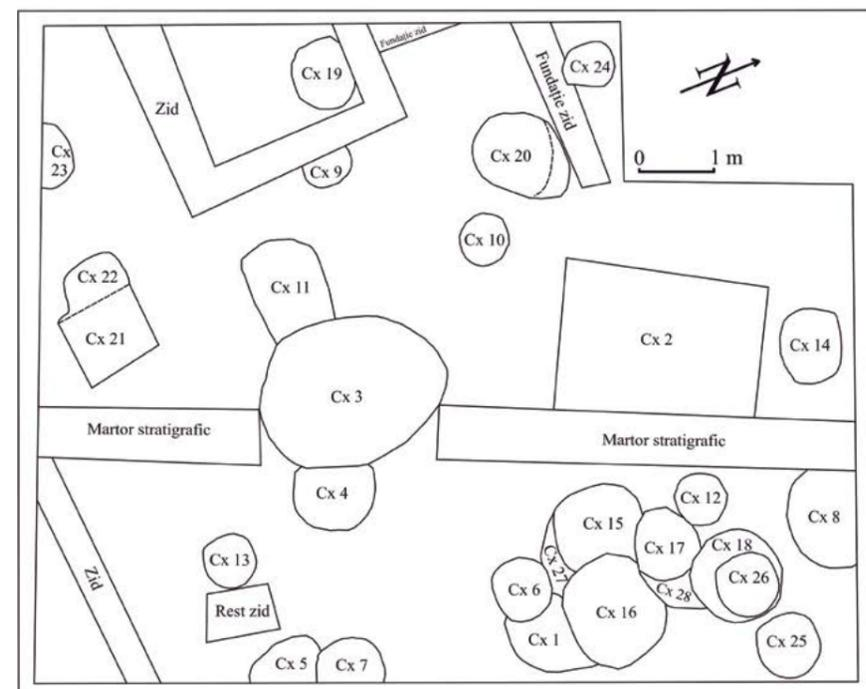 Fundație zid
Cx 19
Zid
Fundație zid
Cx 24
N
0 1 m
Cx
23
Cx 9
Cx 20
Cx 10
Cx 22
Cx 21
Cx 11
Cx 3
Cx 2
Cx 14
Martor stratigrafic
Martor stratigrafic
Cx 4
Cx 15
Cx 12
Cx 8
Cx 13
Cx 17
Cx 18
Cx 27
Cx 26
Cx 28
Cx 6
Cx 16
Zid
Rest zid
Cx 1
Cx 25
Cx 5
Cx 7